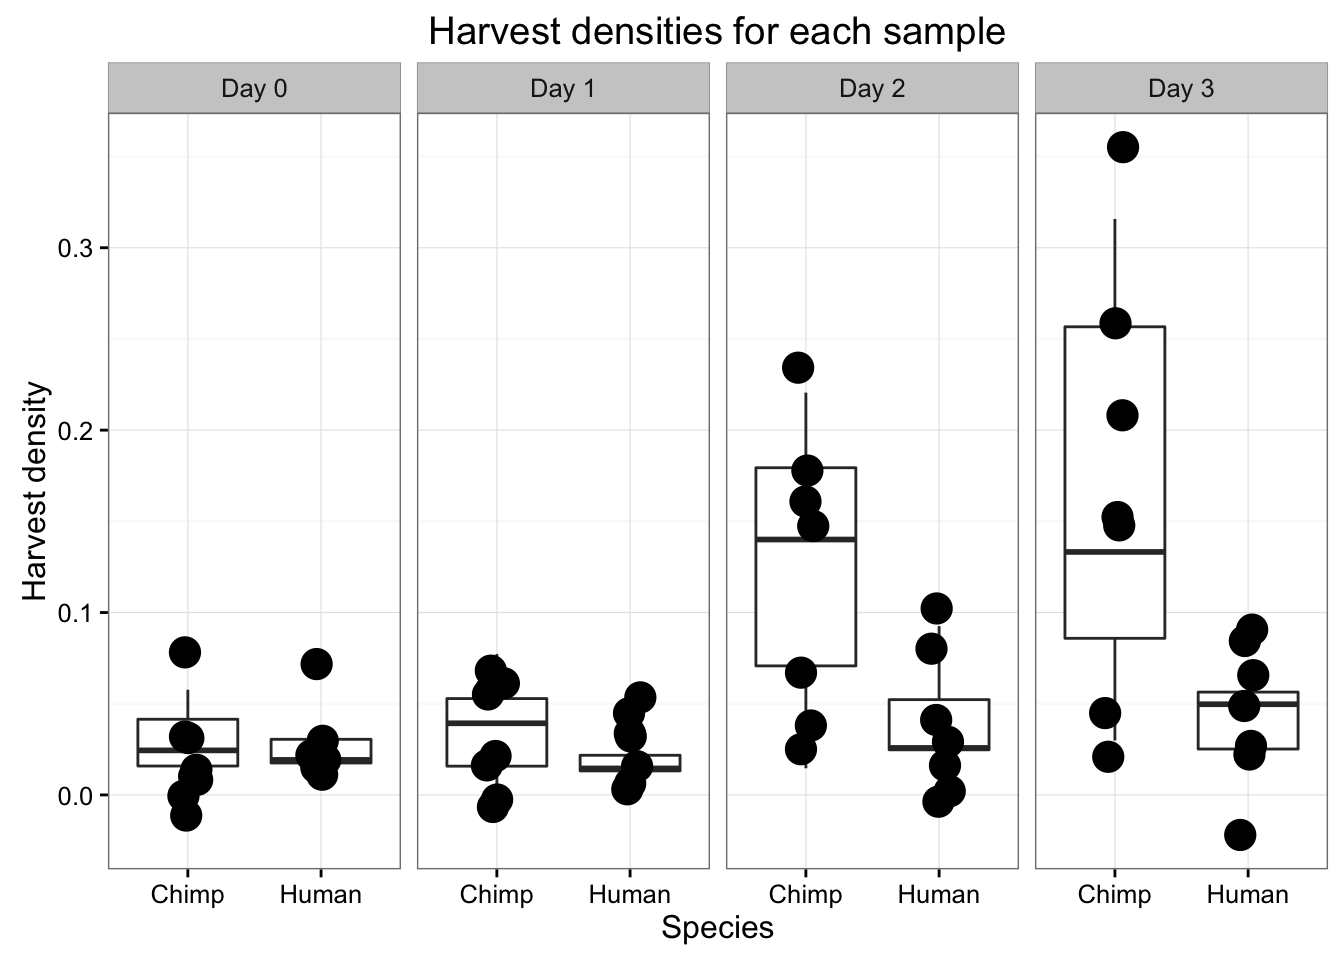 Harvest densities for each sample
Day 0 Day 1 Day 2 Day 3
Harvest density
0.3
0.2
0.1
0.0
Chimp Human Chimp Human Chimp Human Chimp Human
Species